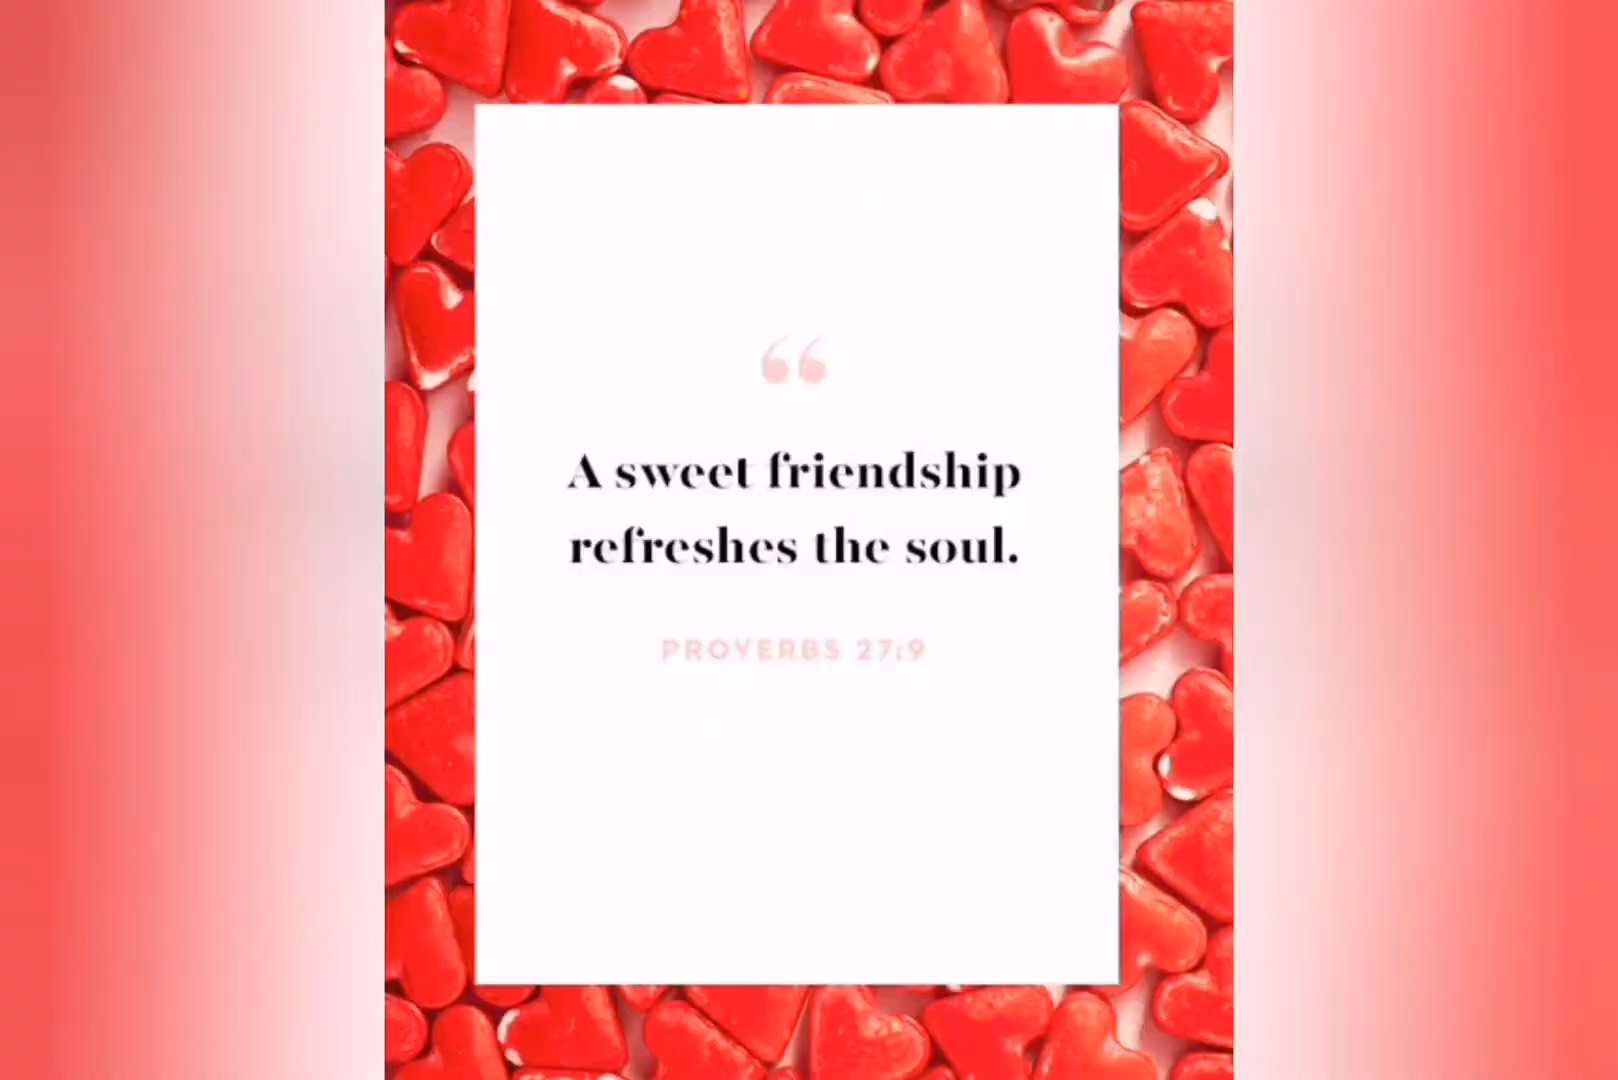 “
A sweet friendship
refreshes the soul.
PROVERBS 27:9